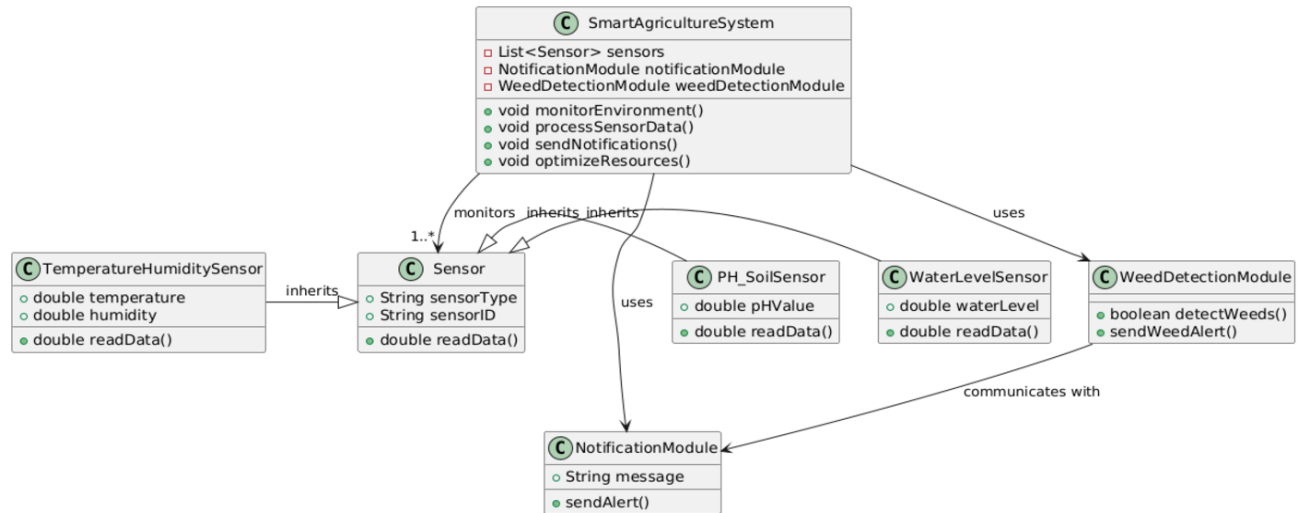 C SmartAgricultureSystem
List<Sensor> sensors
NotificationModule notificationModule
WeedDetectionModule weedDetectionModule
void monitorEnvironment()
void processSensorData()
void sendNotifications()
void optimizeResources()
monitors
inherits
inherits
uses
1..*
C TemperatureHumiditySensor
double temperature
double humidity
double readData()
inherits
C Sensor
String sensorType
String sensorID
double readData()
uses
C PH_SoilSensor
double pHValue
double readData()
C WaterLevelSensor
double waterLevel
double readData()
C WeedDetectionModule
boolean detectWeeds()
sendWeedAlert()
communicates with
C NotificationModule
String message
sendAlert()